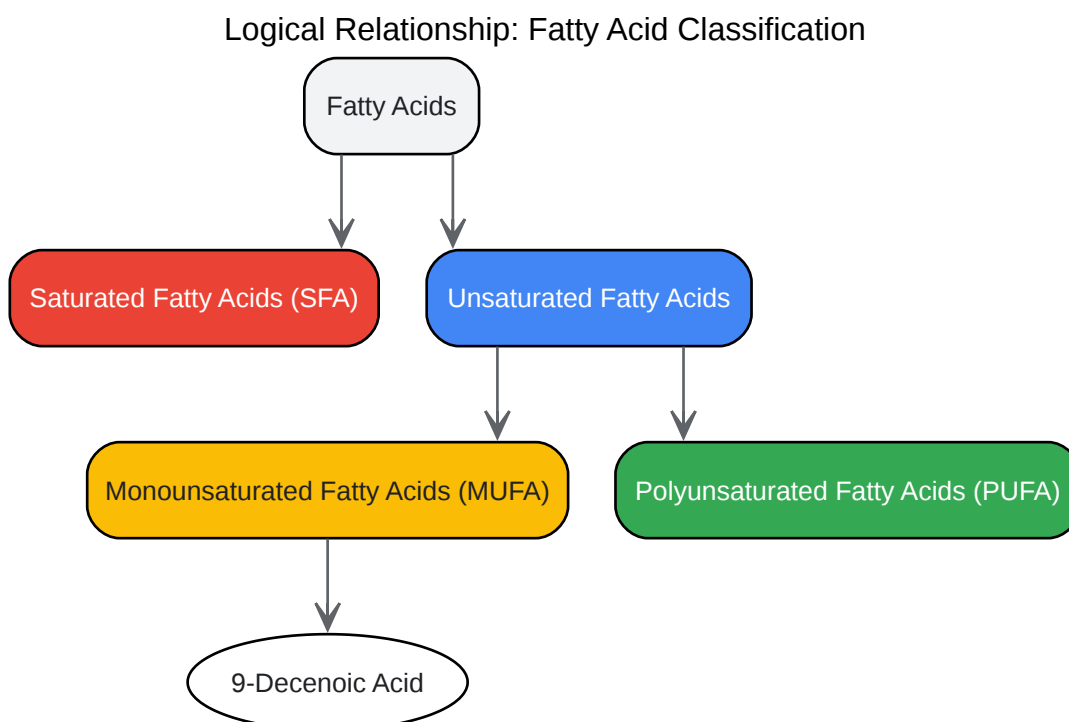 Logical Relationship: Fatty Acid Classification
Fatty Acids
Saturated Fatty Acids (SFA)
Unsaturated Fatty Acids
Monounsaturated Fatty Acids (MUFA)
Polyunsaturated Fatty Acids (PUFA)
9-Decenoic Acid